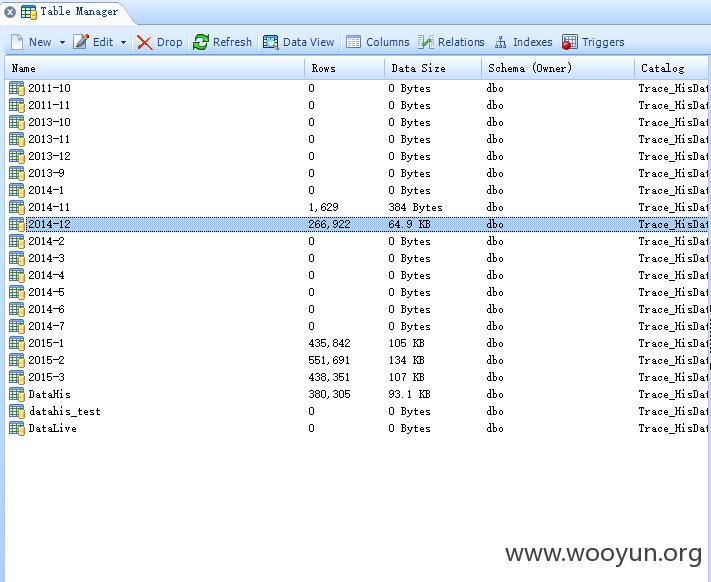 Table Manager
New Edit Drop Refresh Data View Columns Relations Indexes Triggers
Name Rows Data Size Schema (Owner) Catalog
2011-10 0 0 Bytes dbo Trace_HisDat
2011-11 0 0 Bytes dbo Trace_HisDat
2013-10 0 0 Bytes dbo Trace_HisDat
2013-11 0 0 Bytes dbo Trace_HisDat
2013-12 0 0 Bytes dbo Trace_HisDat
2013-9 0 0 Bytes dbo Trace_HisDat
2014-1 0 0 Bytes dbo Trace_HisDat
2014-11 1,629 384 Bytes dbo Trace_HisDat
2014-12 266,922 64.9 KB dbo Trace_HisDat
2014-2 0 0 Bytes dbo Trace_HisDat
2014-3 0 0 Bytes dbo Trace_HisDat
2014-4 0 0 Bytes dbo Trace_HisDat
2014-5 0 0 Bytes dbo Trace_HisDat
2014-6 0 0 Bytes dbo Trace_HisDat
2014-7 0 0 Bytes dbo Trace_HisDat
2015-1 435,842 105 KB dbo Trace_HisDat
2015-2 551,691 134 KB dbo Trace_HisDat
2015-3 438,351 107 KB dbo Trace_HisDat
DataHis 380,305 93.1 KB dbo Trace_HisDat
datahis_test 0 0 Bytes dbo Trace_HisDat
DataLive 0 0 Bytes dbo Trace_HisDat
www.wooyun.org